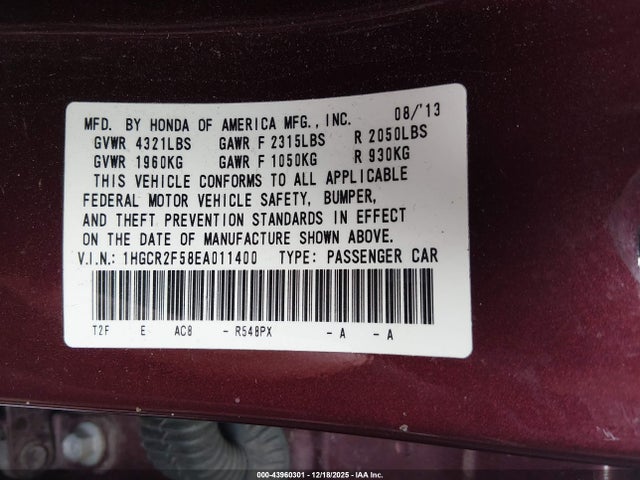 MFD. BY HONDA OF AMERICA MFG., INC. 08/'13
GVWR 4321LBS GAWR F 2315LBS R 2050LBS
GVWR 1960KG GAWR F 1050KG R 930KG
THIS VEHICLE CONFORMS TO ALL APPLICABLE
FEDERAL MOTOR VEHICLE SAFETY, BUMPER,
AND THEFT PREVENTION STANDARDS IN EFFECT
ON THE DATE OF MANUFACTURE SHOWN ABOVE.
V.I.N.: 1HGCR2F58EA011400 TYPE: PASSENGER CAR
T2F E AC8 - R548PX - A - A
000-43960301 - 12/18/2025 - IAA Inc.